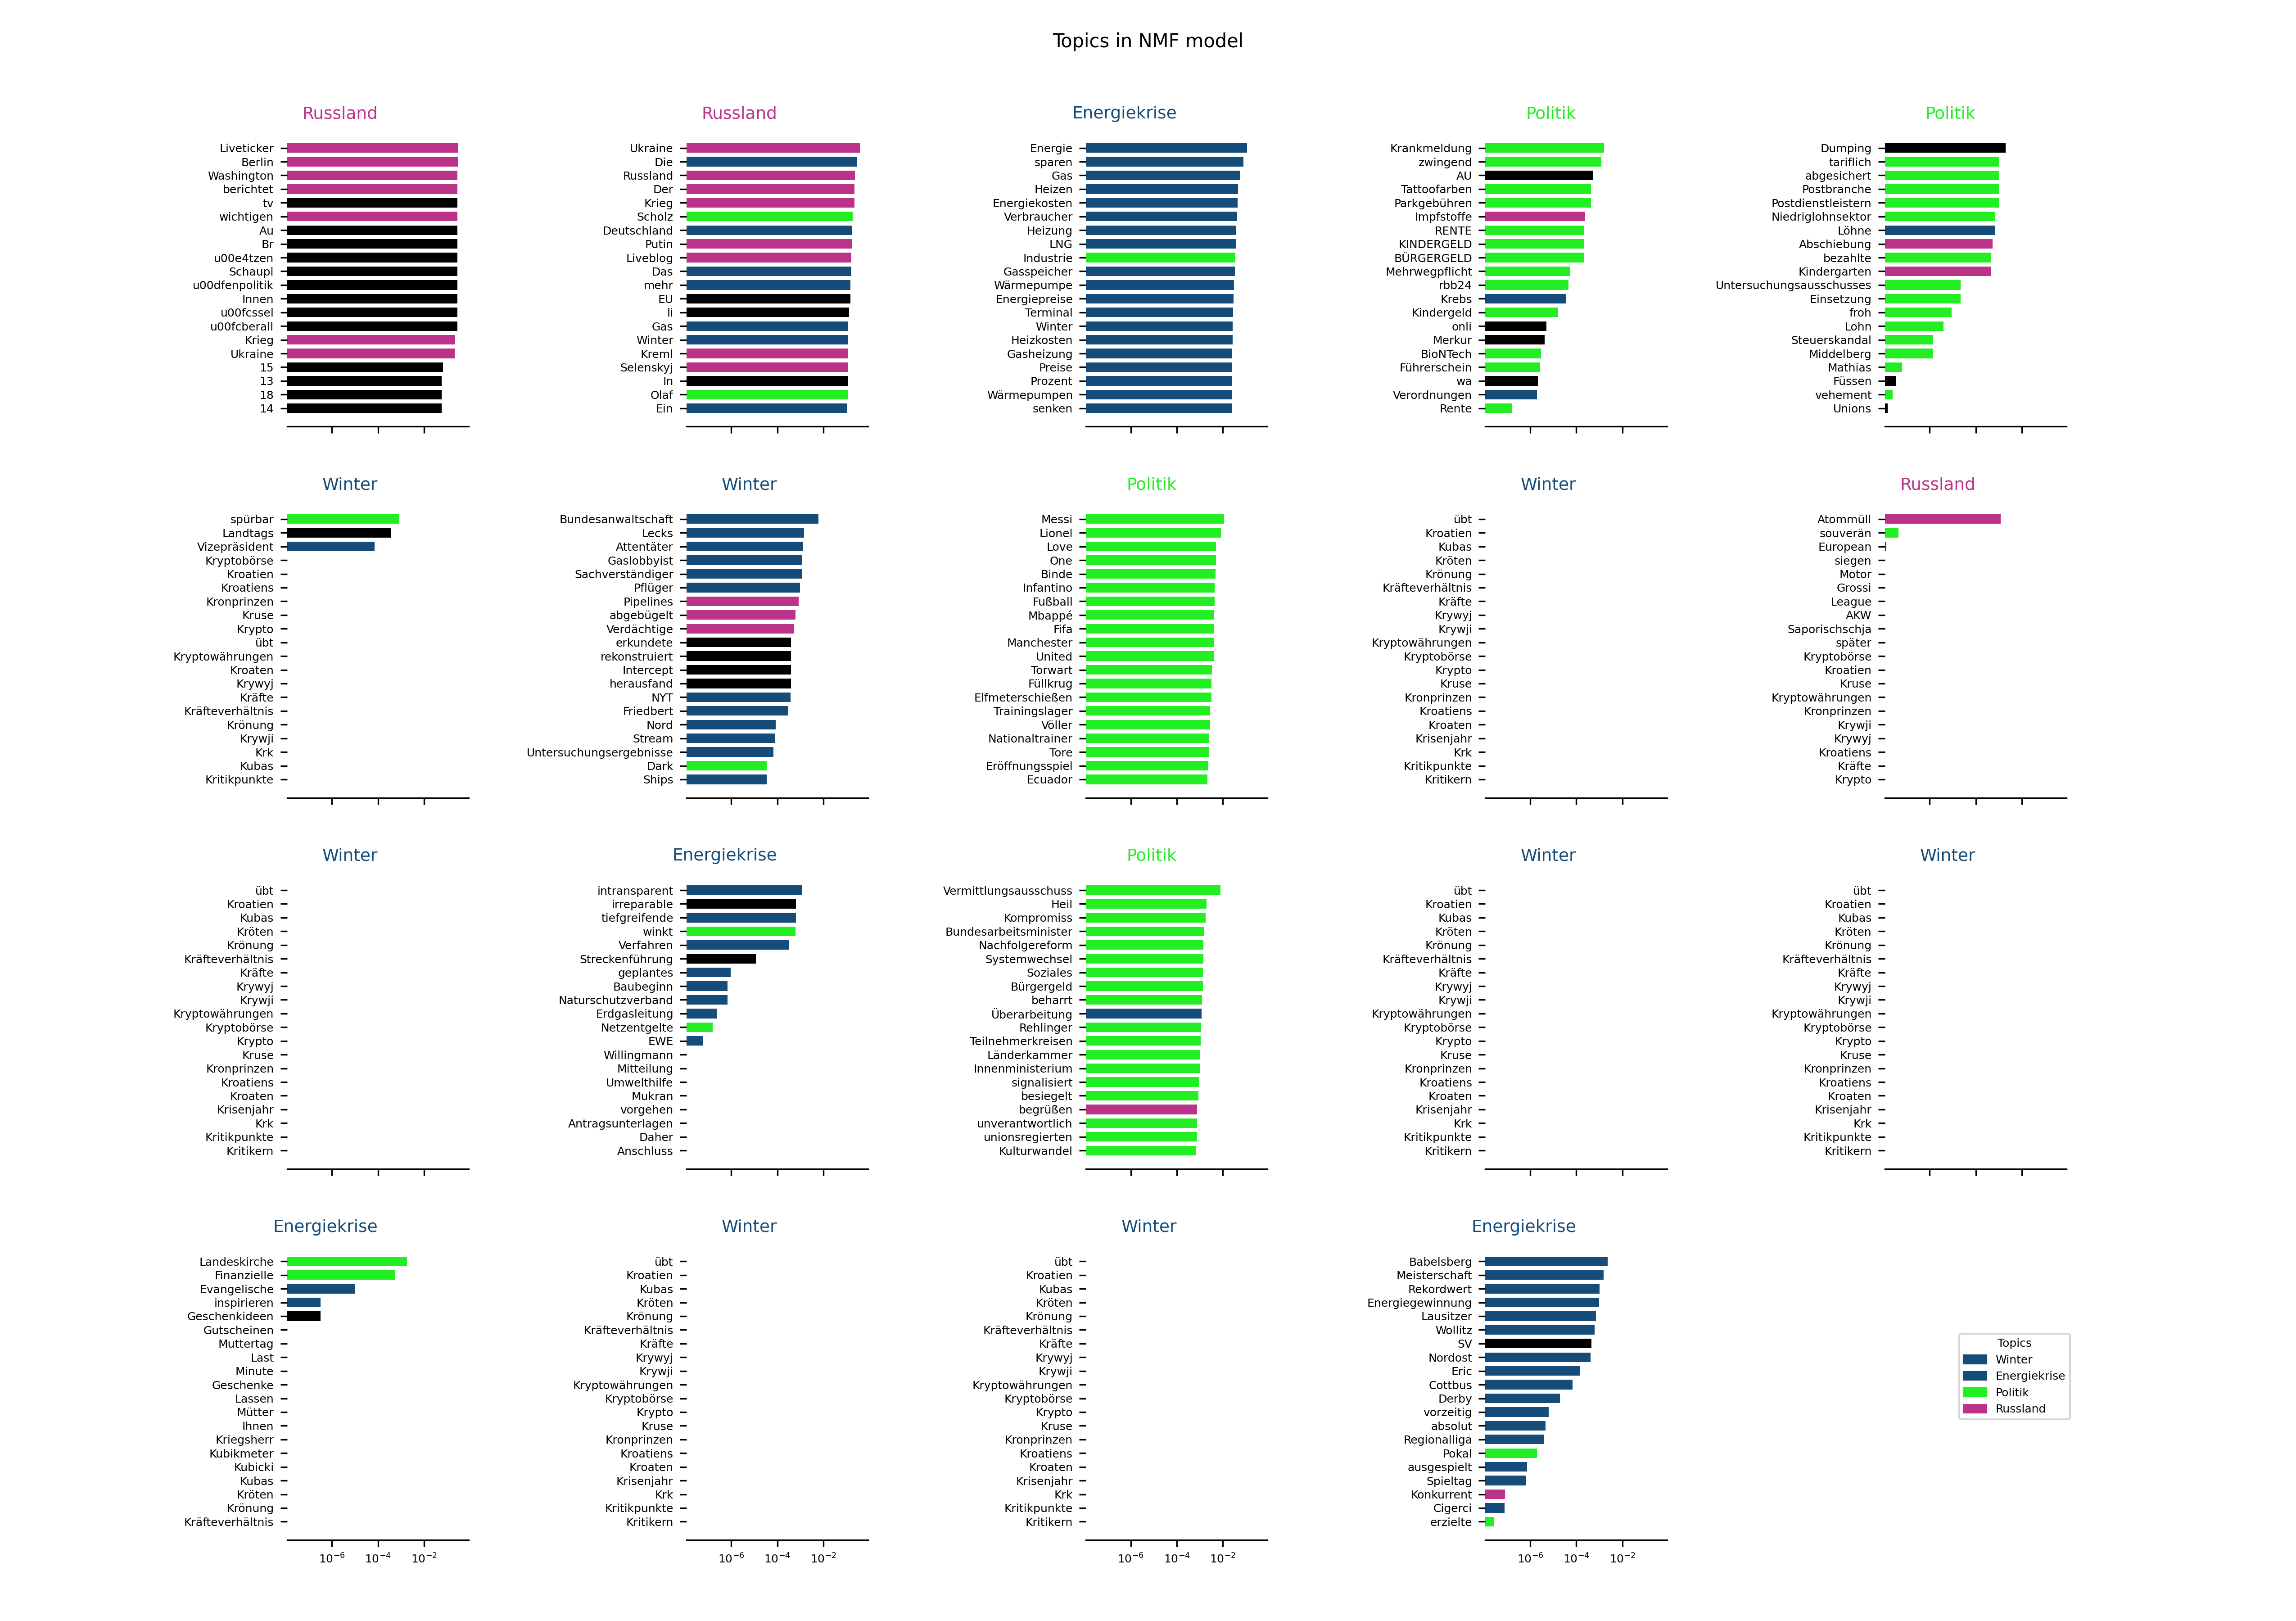 Topics in NMF model
Russland
Liveticker
Berlin
Washington
berichtet
tv
wichtigen
Au
Br
u00e4tzen
Schaupl
u00dfenpolitik
Innen
u00fcssel
u00fcberall
Krieg
Ukraine
15
13
18
14
Russland
Ukraine
Die
Russland
Der
Krieg
Scholz
Deutschland
Putin
Liveblog
Das
mehr
EU
li
Gas
Winter
Kreml
Selenskyj
In
Olaf
Ein
Energiekrise
Energie
sparen
Gas
Heizen
Energiekosten
Verbraucher
Heizung
LNG
Industrie
Gasspeicher
Wärmepumpe
Energiepreise
Terminal
Winter
Heizkosten
Gasheizung
Preise
Prozent
Wärmepumpen
senken
Politik
Krankmeldung
zwingend
AU
Tattoofarben
Parkgebühren
Impfstoffe
RENTE
KINDERGELD
BÜRGERGELD
Mehrwegpflicht
rbb24
Krebs
Kindergeld
onli
Merkur
BioNTech
Führerschein
wa
Verordnungen
Rente
Politik
Dumping
tariflich
abgesichert
Postbranche
Postdienstleistern
Niedriglohnsektor
Löhne
Abschiebung
bezahlte
Kindergarten
Untersuchungsausschusses
Einsetzung
froh
Lohn
Steuerskandal
Middelberg
Mathias
Füssen
vehement
Unions
Winter
spürbar
Landtags
Vizepräsident
Kryptobörse
Kroatien
Kroatiens
Kronprinzen
Kruse
Krypto
übt
Kryptowährungen
Kroaten
Krywyj
Kräfte
Kräfteverhältnis
Krönung
Krywji
Krk
Kubas
Kritikpunkte
Winter
Bundesanwaltschaft
Lecks
Attentäter
Gaslobbyist
Sachverständiger
Pflüger
Pipelines
abgebügelt
Verdächtige
erkundete
rekonstruiert
Intercept
herausfand
NYT
Friedbert
Nord
Stream
Untersuchungsergebnisse
Dark
Ships
Politik
Messi
Lionel
Love
One
Binde
Infantino
Fußball
Mbappé
Fifa
Manchester
United
Torwart
Füllkrug
Elfmeterschießen
Trainingslager
Völler
Nationaltrainer
Tore
Eröffnungsspiel
Ecuador
Winter
übt
Kroatien
Kubas
Kröten
Krönung
Kräfteverhältnis
Kräfte
Krywyj
Krywji
Kryptowährungen
Kryptobörse
Krypto
Kruse
Kronprinzen
Kroatiens
Kroaten
Krisenjahr
Krk
Kritikpunkte
Kritikern
Russland
Atommüll
souverän
European
siegen
Motor
Grossi
League
AKW
Saporischschja
später
Kryptobörse
Kroatien
Kruse
Kryptowährungen
Kronprinzen
Krywji
Krywyj
Kroatiens
Kräfte
Krypto
Winter
übt
Kroatien
Kubas
Kröten
Krönung
Kräfteverhältnis
Kräfte
Krywyj
Krywji
Kryptowährungen
Kryptobörse
Krypto
Kruse
Kronprinzen
Kroatiens
Kroaten
Krisenjahr
Krk
Kritikpunkte
Kritikern
Energiekrise
intransparent
irreparable
tiefgreifende
winkt
Verfahren
Streckenführung
geplantes
Baubeginn
Naturschutzverband
Erdgasleitung
Netzentgelte
EWE
Willingmann
Mitteilung
Umwelthilfe
Mukran
vorgehen
Antragsunterlagen
Daher
Anschluss
Politik
Vermittlungsausschuss
Heil
Kompromiss
Bundesarbeitsminister
Nachfolgereform
Systemwechsel
Soziales
Bürgergeld
beharrt
Überarbeitung
Rehlinger
Teilnehmerkreisen
Länderkammer
Innenministerium
signalisiert
besiegelt
begrüßen
unverantwortlich
unionsregierten
Kulturwandel
Winter
übt
Kroatien
Kubas
Kröten
Krönung
Kräfteverhältnis
Kräfte
Krywyj
Krywji
Kryptowährungen
Kryptobörse
Krypto
Kruse
Kronprinzen
Kroatiens
Kroaten
Krisenjahr
Krk
Kritikpunkte
Kritikern
Winter
übt
Kroatien
Kubas
Kröten
Krönung
Kräfteverhältnis
Kräfte
Krywyj
Krywji
Kryptowährungen
Kryptobörse
Krypto
Kruse
Kronprinzen
Kroatiens
Kroaten
Krisenjahr
Krk
Kritikpunkte
Kritikern
Energiekrise
Landeskirche
Finanzielle
Evangelische
inspirieren
Geschenkideen
Gutscheinen
Muttertag
Last
Minute
Geschenke
Lassen
Mütter
Ihnen
Kriegsherr
Kubikmeter
Kubicki
Kubas
Kröten
Krönung
Kräfteverhältnis
10⁻⁶ 10⁻⁴ 10⁻²
Winter
übt
Kroatien
Kubas
Kröten
Krönung
Kräfteverhältnis
Kräfte
Krywyj
Krywji
Kryptowährungen
Kryptobörse
Krypto
Kruse
Kronprinzen
Kroatiens
Kroaten
Krisenjahr
Krk
Kritikpunkte
Kritikern
10⁻⁶ 10⁻⁴ 10⁻²
Winter
übt
Kroatien
Kubas
Kröten
Krönung
Kräfteverhältnis
Kräfte
Krywyj
Krywji
Kryptowährungen
Kryptobörse
Krypto
Kruse
Kronprinzen
Kroatiens
Kroaten
Krisenjahr
Krk
Kritikpunkte
Kritikern
10⁻⁶ 10⁻⁴ 10⁻²
Energiekrise
Babelsberg
Meisterschaft
Rekordwert
Energiegewinnung
Lausitzer
Wollitz
SV
Nordost
Eric
Cottbus
Derby
vorzeitig
absolut
Regionalliga
Pokal
ausgespielt
Spieltag
Konkurrent
Cigerci
erzielte
10⁻⁶ 10⁻⁴ 10⁻²
Topics
Winter
Energiekrise
Politik
Russland